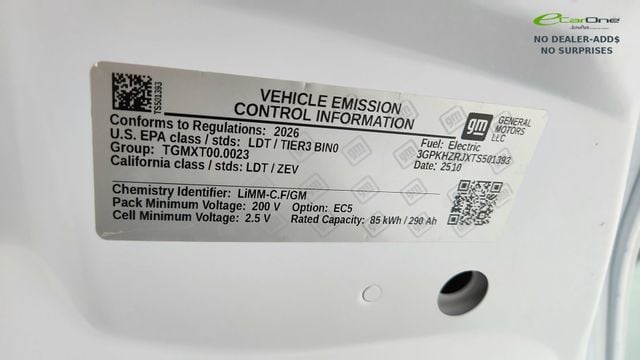 eCarOne
NO DEALER-ADD$
NO SURPRISES
TS501393
VEHICLE EMISSION
CONTROL INFORMATION
gm
GENERAL
MOTORS
LLC
Conforms to Regulations: 2026
U.S. EPA class / stds: LDT / TIER3 BIN0
Group: TGMXT00.0023
California class / stds: LDT / ZEV
Fuel: Electric
3GPKHZRJXTS501393
Date: 2510
Chemistry Identifier: LiMM-C.F/GM
Pack Minimum Voltage: 200 V Option: EC5
Cell Minimum Voltage: 2.5 V Rated Capacity: 85 kWh / 290 Ah